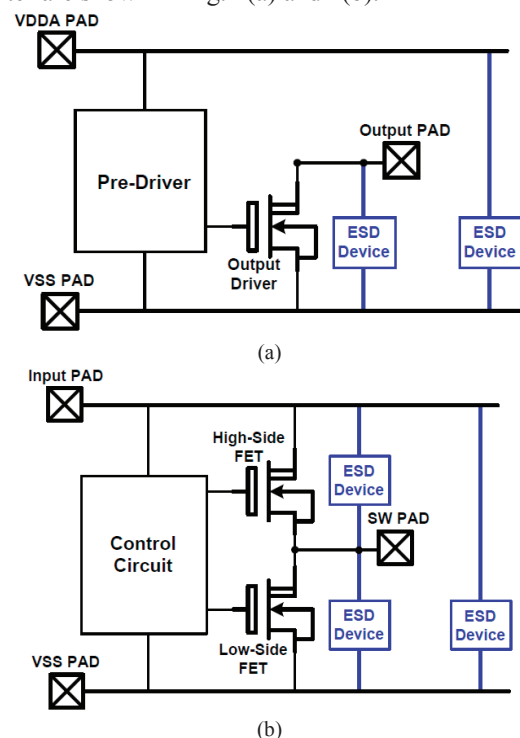 VDDA PAD
Output PAD
Pre-Driver
ESD
Device
ESD
Device
Output
Driver
VSS PAD
(a)
Input PAD
High-Side
FET
ESD
Device
SW PAD
Control
Circuit
ESD
Device
ESD
Device
Low-Side
FET
VSS PAD
(b)